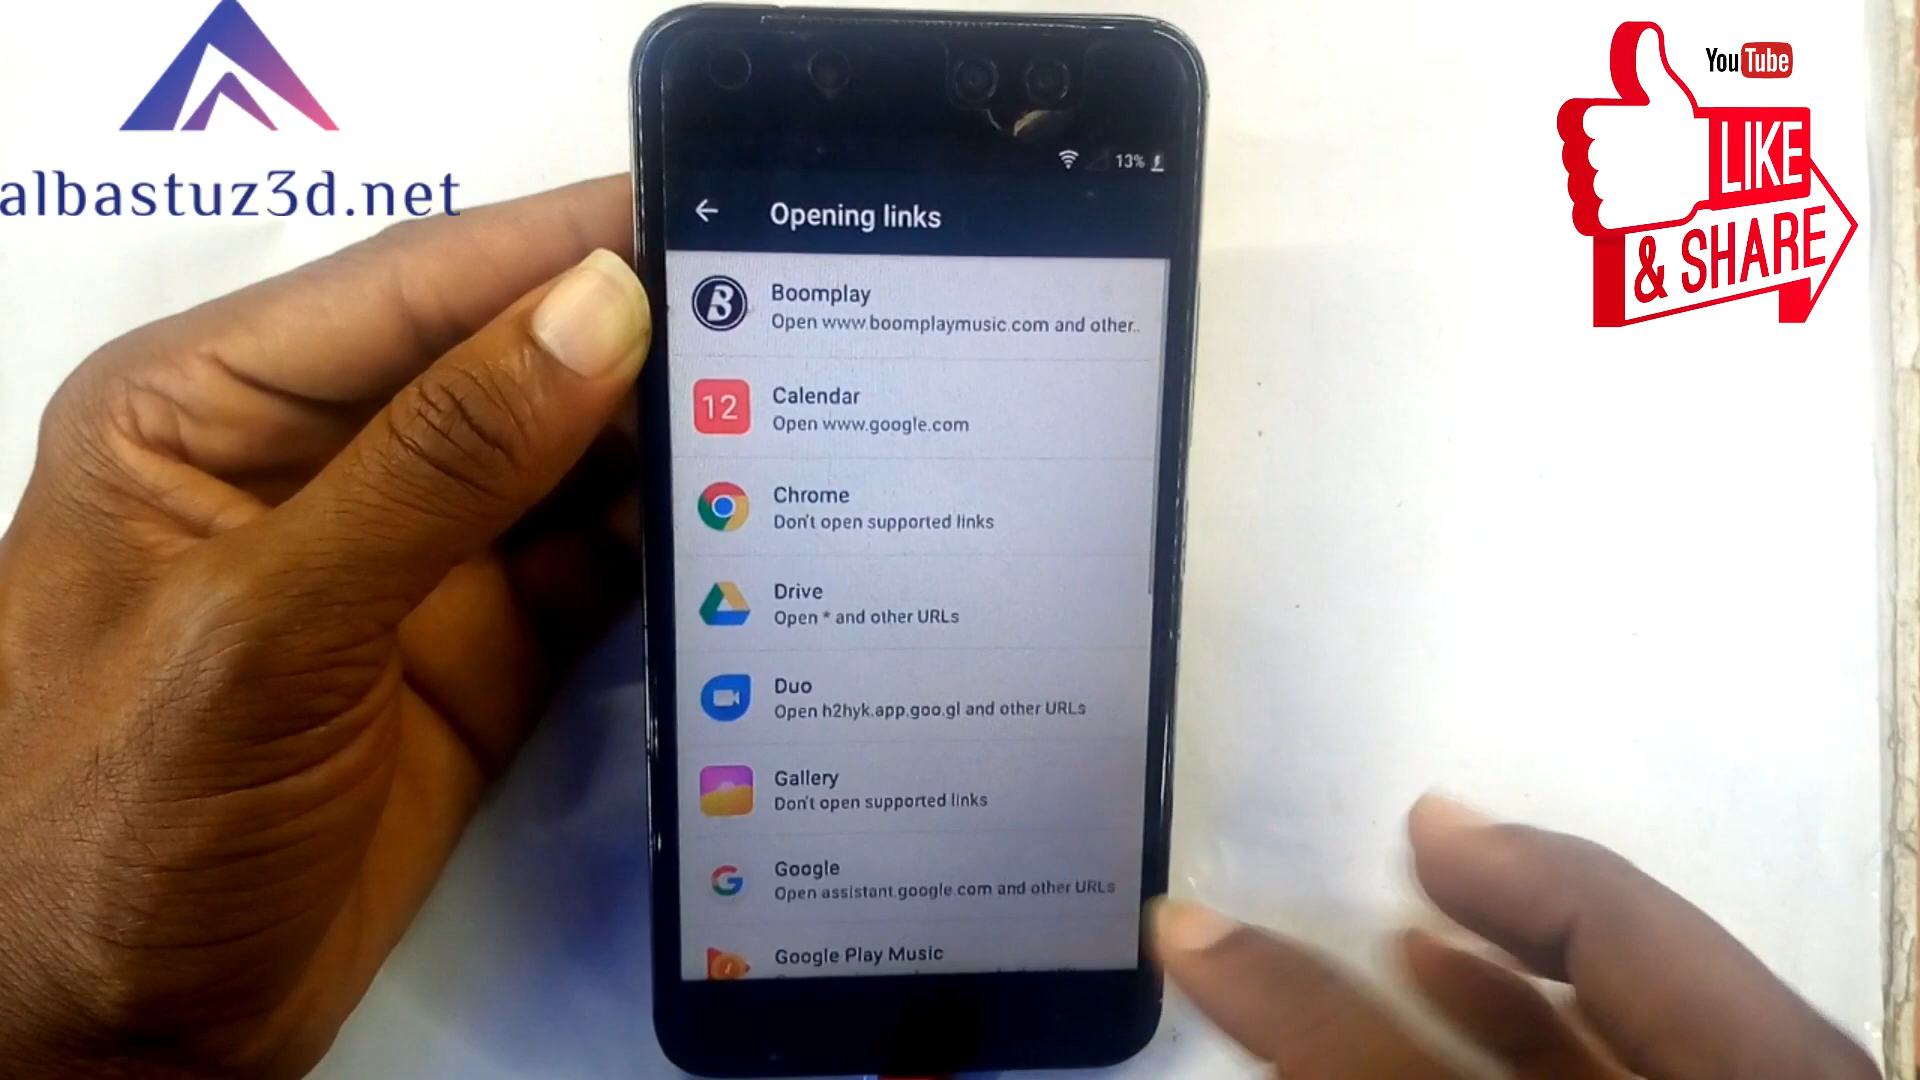 albastuz3d.net
You Tube
LIKE
& SHARE
13%
Opening links
Boomplay
Open www.boomplaymusic.com and other..
12
Calendar
Open www.google.com
Chrome
Don't open supported links
Drive
Open * and other URLs
Duo
Open h2hyk.app.goo.gl and other URLs
Gallery
Don't open supported links
Google
Open assistant.google.com and other URLs
Google Play Music